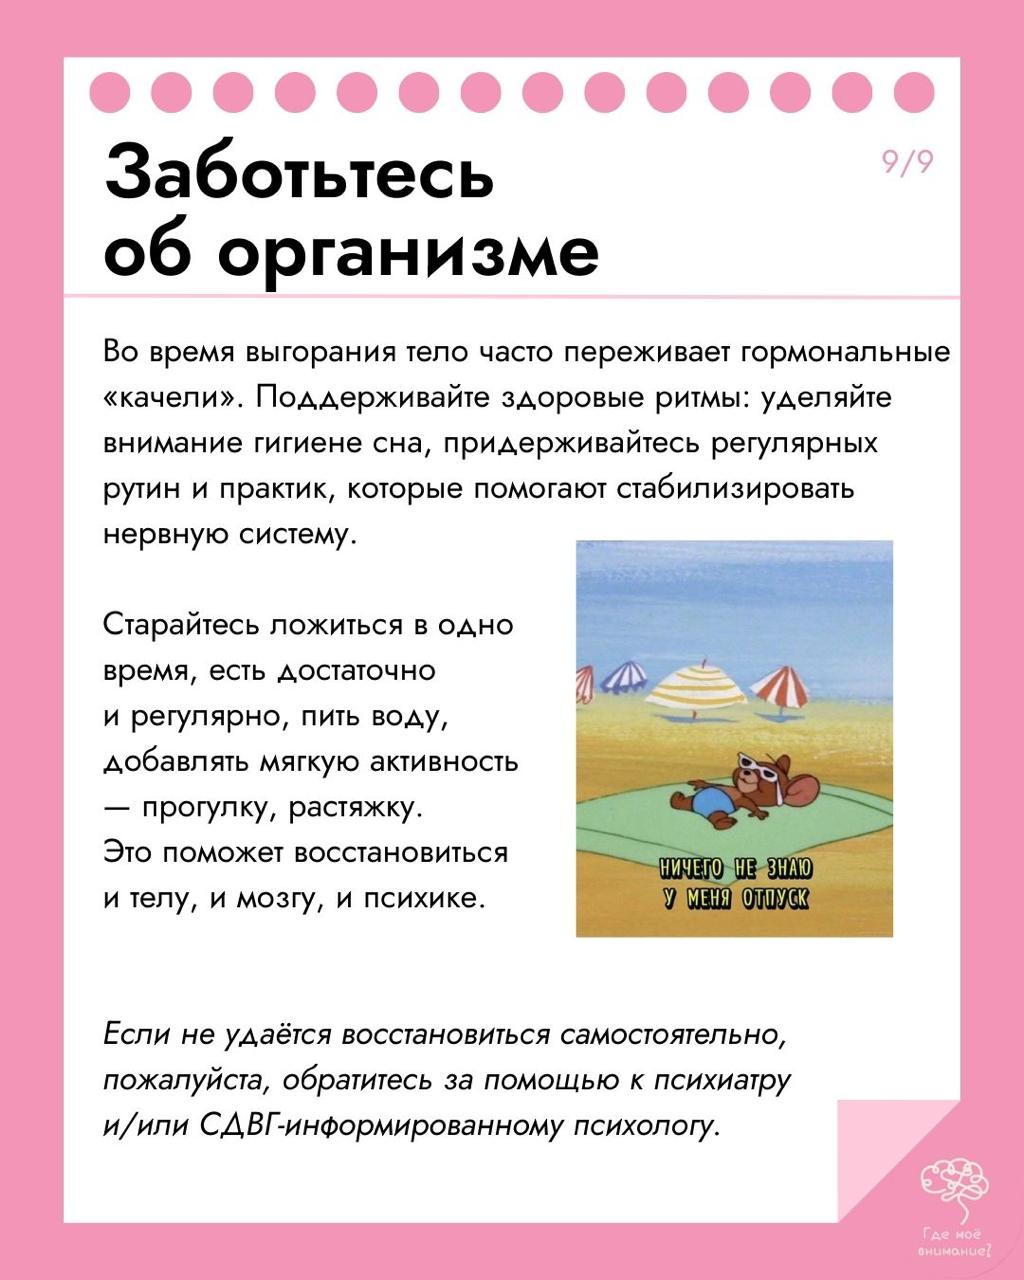 Заботьтесь
об организме
9/9
Во время выгорания тело часто переживает гормональные
«качели». Поддерживайте здоровые ритмы: уделяйте
внимание гигиене сна, придерживайтесь регулярных
рутин и практик, которые помогают стабилизировать
нервную систему.
Старайтесь ложиться в одно
время, есть достаточно
и регулярно, пить воду,
добавлять мягкую активность
— прогулку, растяжку.
Это поможет восстановиться
и телу, и мозгу, и психике.
НИЧЕГО НЕ ЗНАЮ
У МЕНЯ ОТПУСК
Если не удаётся восстановиться самостоятельно,
пожалуйста, обратитесь за помощью к психиатру
и/или СДВГ-информированному психологу.
Где моё
внимание?